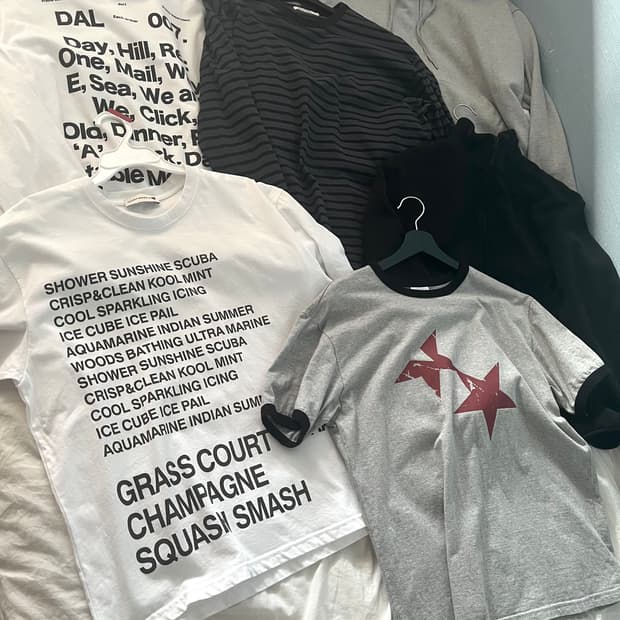 DAL OCT.
Day, Hill, Re
One, Mail, W
E, Sea, We a
We, Click,
Old, Dinner,
'A'
SHOWER SUNSHINE SCUBA
CRISP&CLEAN KOOL MINT
COOL SPARKLING ICING
ICE CUBE ICE PAIL
AQUAMARINE INDIAN SUMMER
WOODS BATHING ULTRA MARINE
SHOWER SUNSHINE SCUBA
CRISP&CLEAN KOOL MINT
COOL SPARKLING ICING
ICE CUBE ICE PAIL
AQUAMARINE INDIAN SUMM
GRASS COURT
CHAMPAGNE
SQUASH SMASH